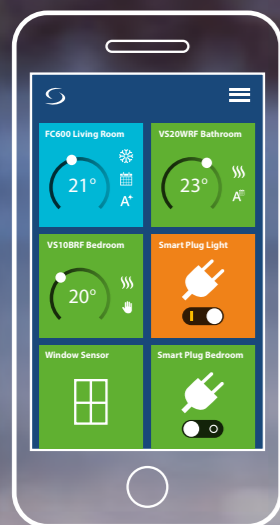 FC600 Living Room
VS20WRF Bathroom
21°
A+
23°
A
VS10BRF Bedroom
Smart Plug Light
20°
Window Sensor
Smart Plug Bedroom